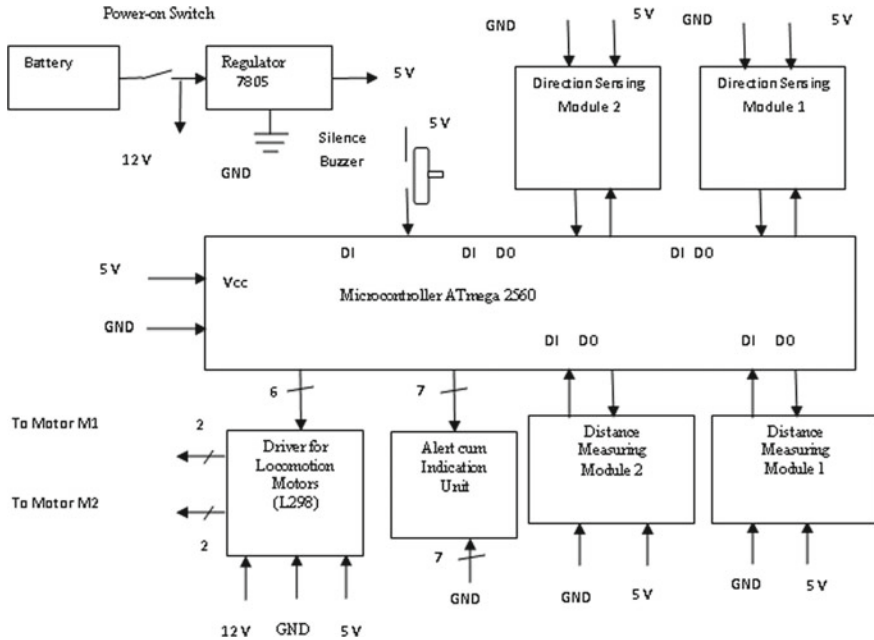 Power-on Switch
Battery
Regulator
7805
5 V
12 V
GND
Silence
Buzzer
5 V
GND
5 V
Direction Sensing
Module 2
GND
5 V
Direction Sensing
Module 1
5 V
GND
Vcc
DI
DI DO
DI DO
Microcontroller ATmega 2560
DI DO
DI DO
6
7
To Motor M1
2
To Motor M2
2
Driver for
Locomotion
Motors
(L298)
12 V
GND
5 V
Alert cum
Indication
Unit
7
GND
Distance
Measuring
Module 2
GND
5 V
Distance
Measuring
Module 1
GND
5 V